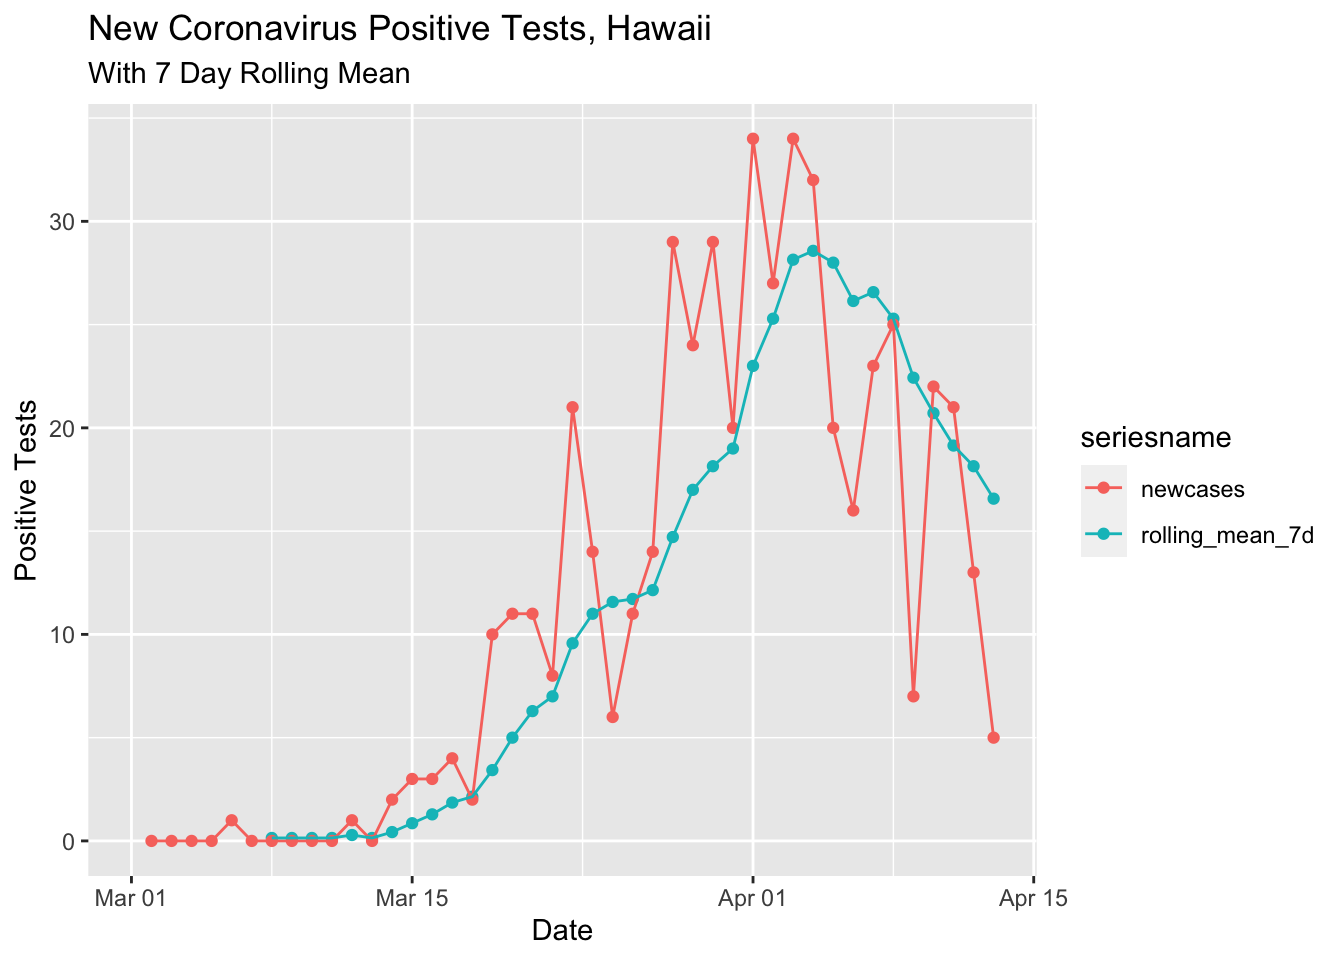 New Coronavirus Positive Tests, Hawaii
With 7 Day Rolling Mean
Positive Tests
30
20
10
0
Mar 01
Mar 15
Apr 01
Apr 15
Date
seriesname
newcases
rolling_mean_7d